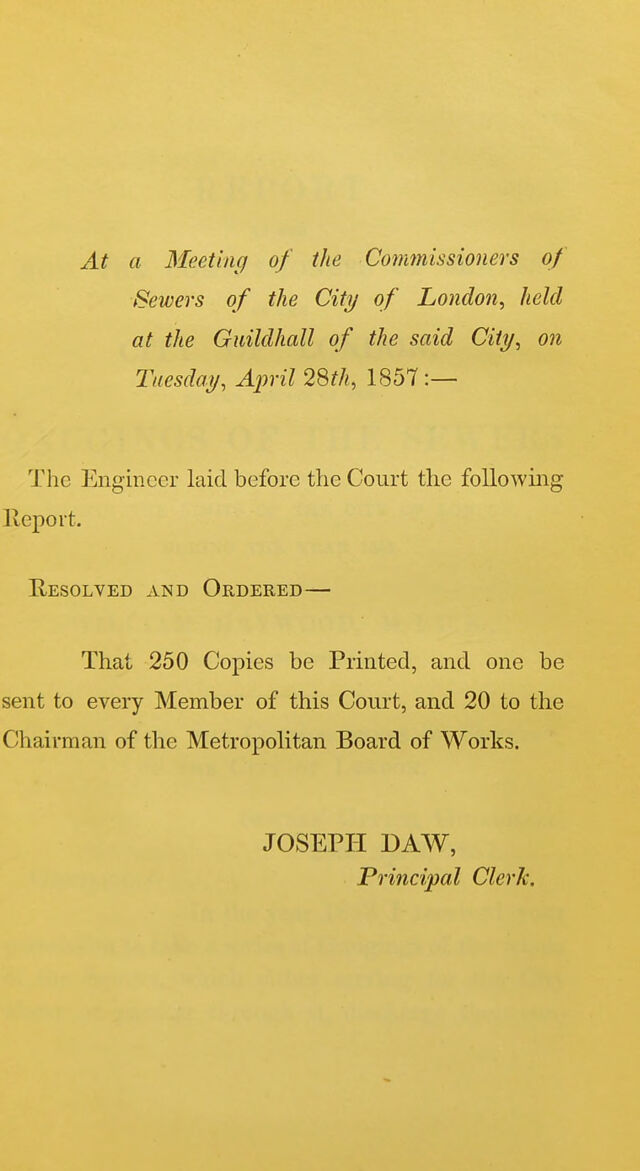 At a Meeting of the Commissioners of
Sewers of the City of London, held
at the Guildhall of the said City, on
Tuesday, April 28th, 1857:—
The Engineer laid before the Court the following
Report.
RESOLVED AND ORDERED—
That 250 Copies be Printed, and one be
sent to every Member of this Court, and 20 to the
Chairman of the Metropolitan Board of Works.
JOSEPH DAW,
Principal Clerk.